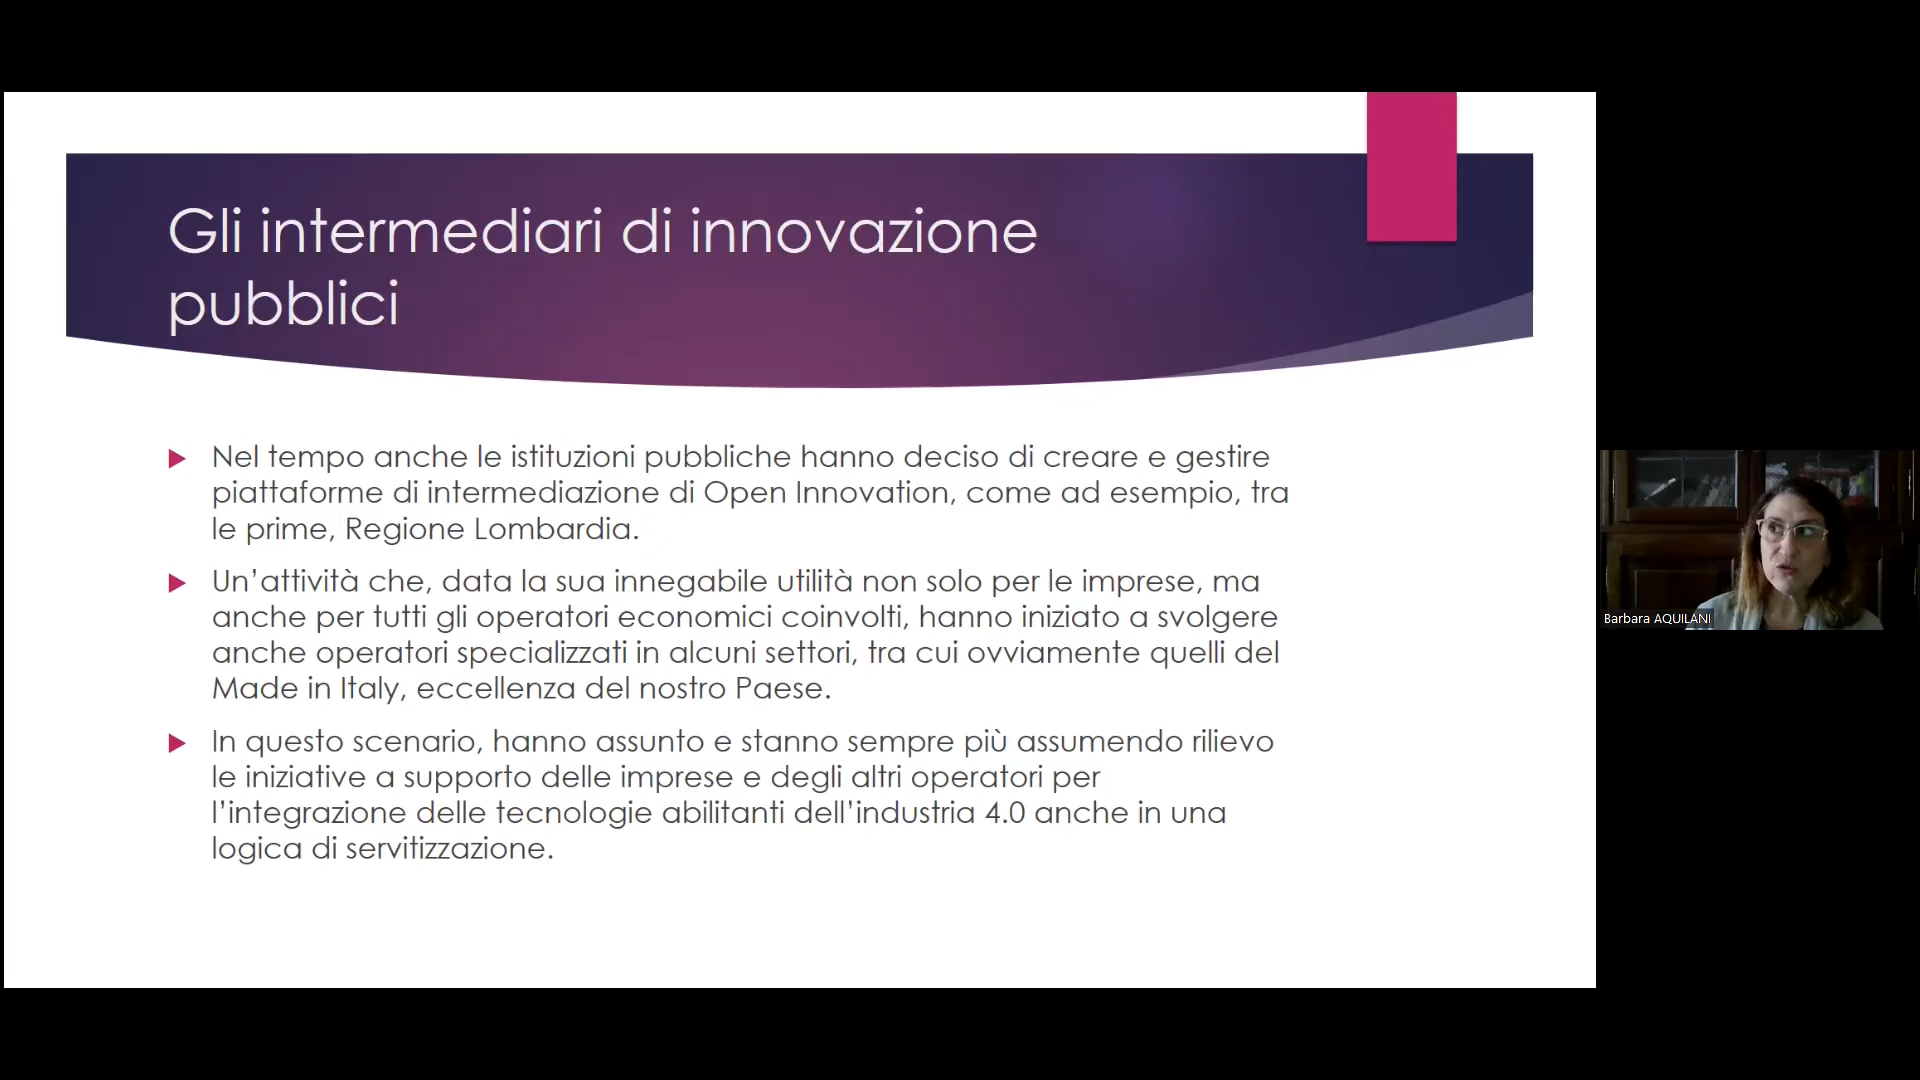 Gli intermediari di innovazione
pubblici
Nel tempo anche le istituzioni pubbliche hanno deciso di creare e gestire
piattaforme di intermediazione di Open Innovation, come ad esempio, tra
le prime, Regione Lombardia.
Un’attività che, data la sua innegabile utilità non solo per le imprese, ma
anche per tutti gli operatori economici coinvolti, hanno iniziato a svolgere
anche operatori specializzati in alcuni settori, tra cui ovviamente quelli del
Made in Italy, eccellenza del nostro Paese.
In questo scenario, hanno assunto e stanno sempre più assumendo rilievo
le iniziative a supporto delle imprese e degli altri operatori per
l’integrazione delle tecnologie abilitanti dell’industria 4.0 anche in una
logica di servitizzazione.
Barbara AQUILANI